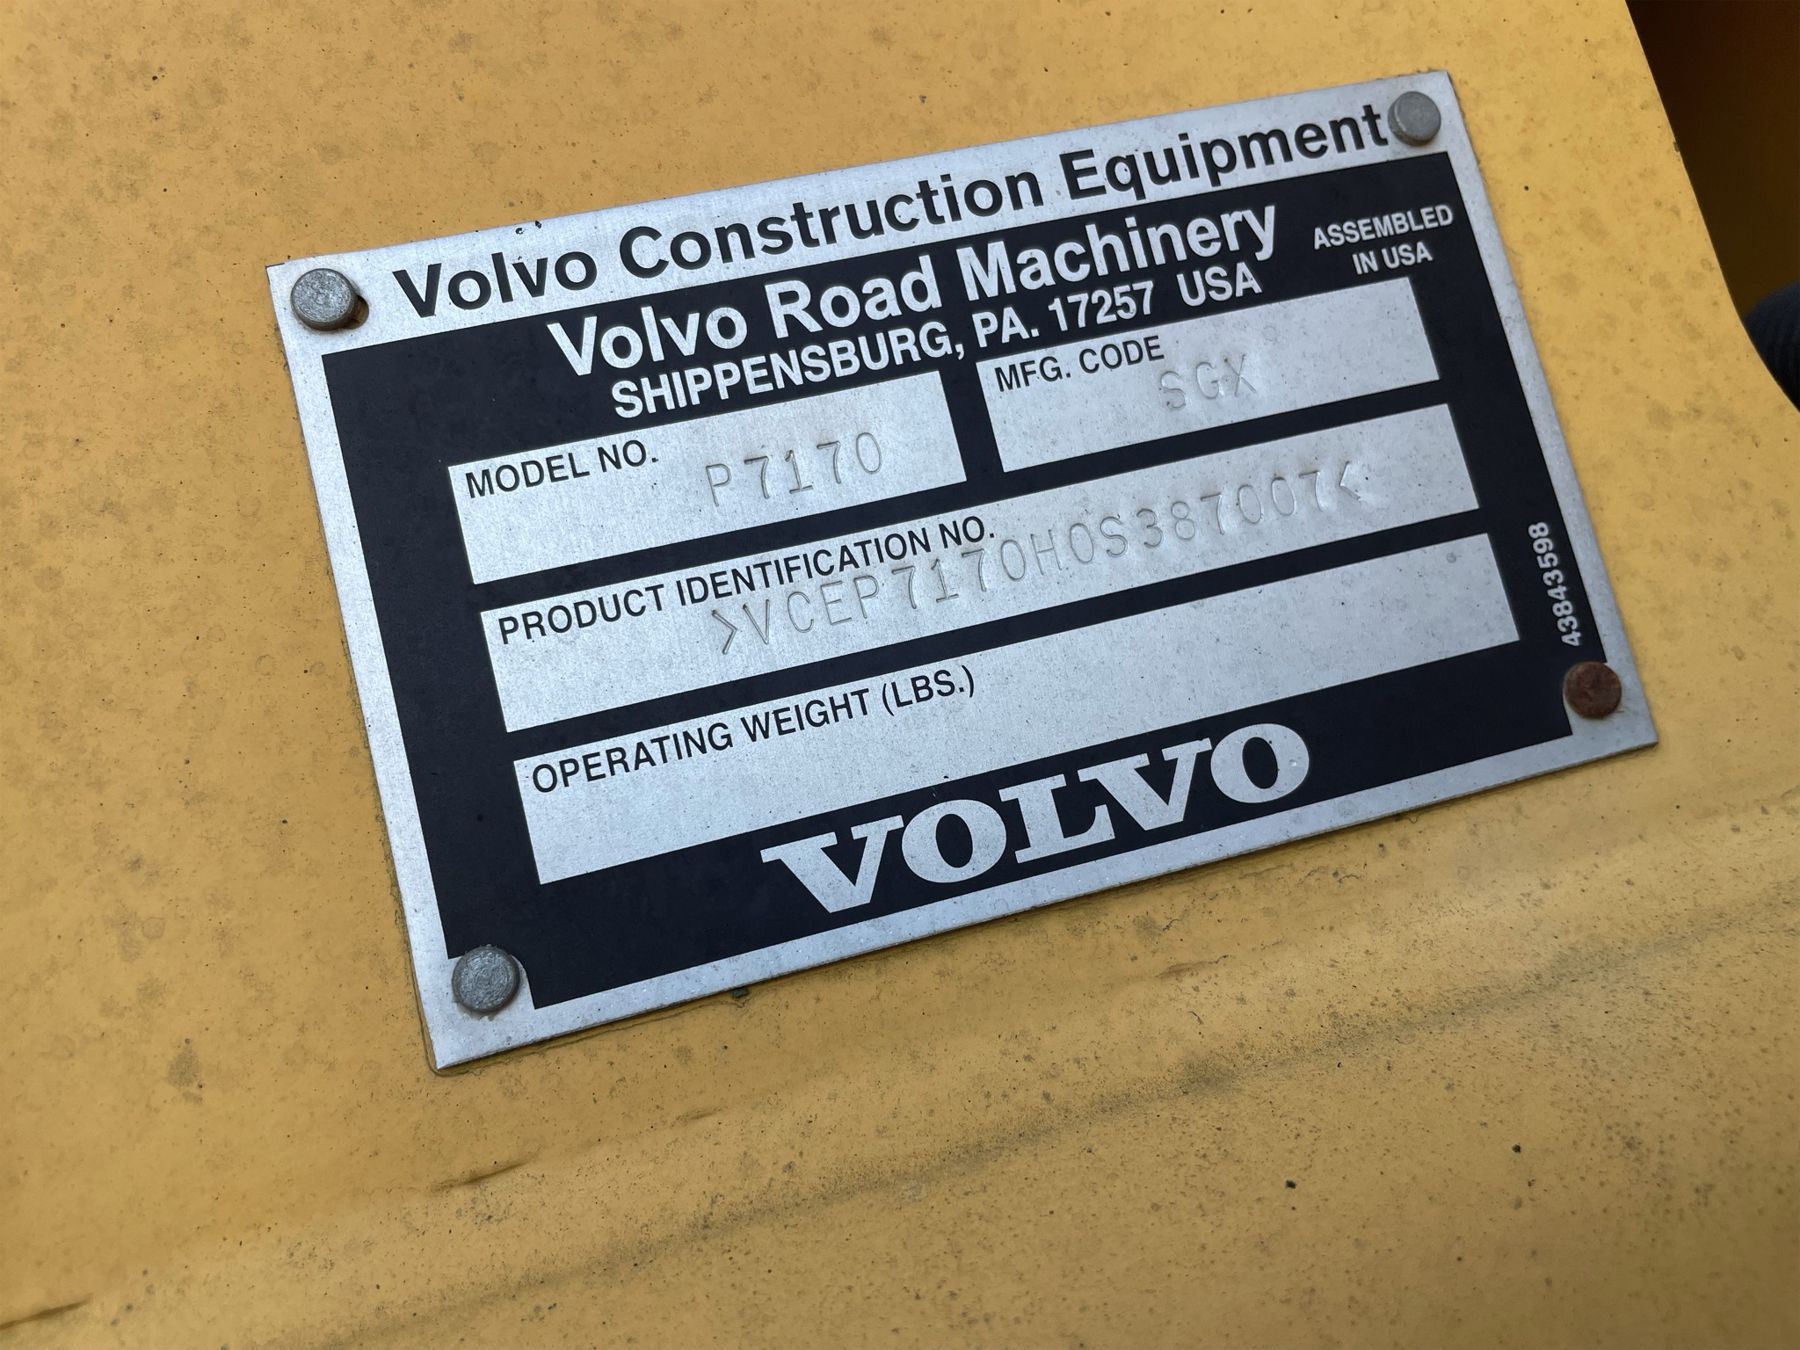 Volvo Construction Equipment
Volvo Road Machinery
SHIPPENSBURG, PA. 17257 USA
ASSEMBLED
IN USA
MODEL NO. P7170
MFG. CODE SGX
PRODUCT IDENTIFICATION NO.
>VCEP7170H0S387007<
OPERATING WEIGHT (LBS.)
VOLVO
43843598